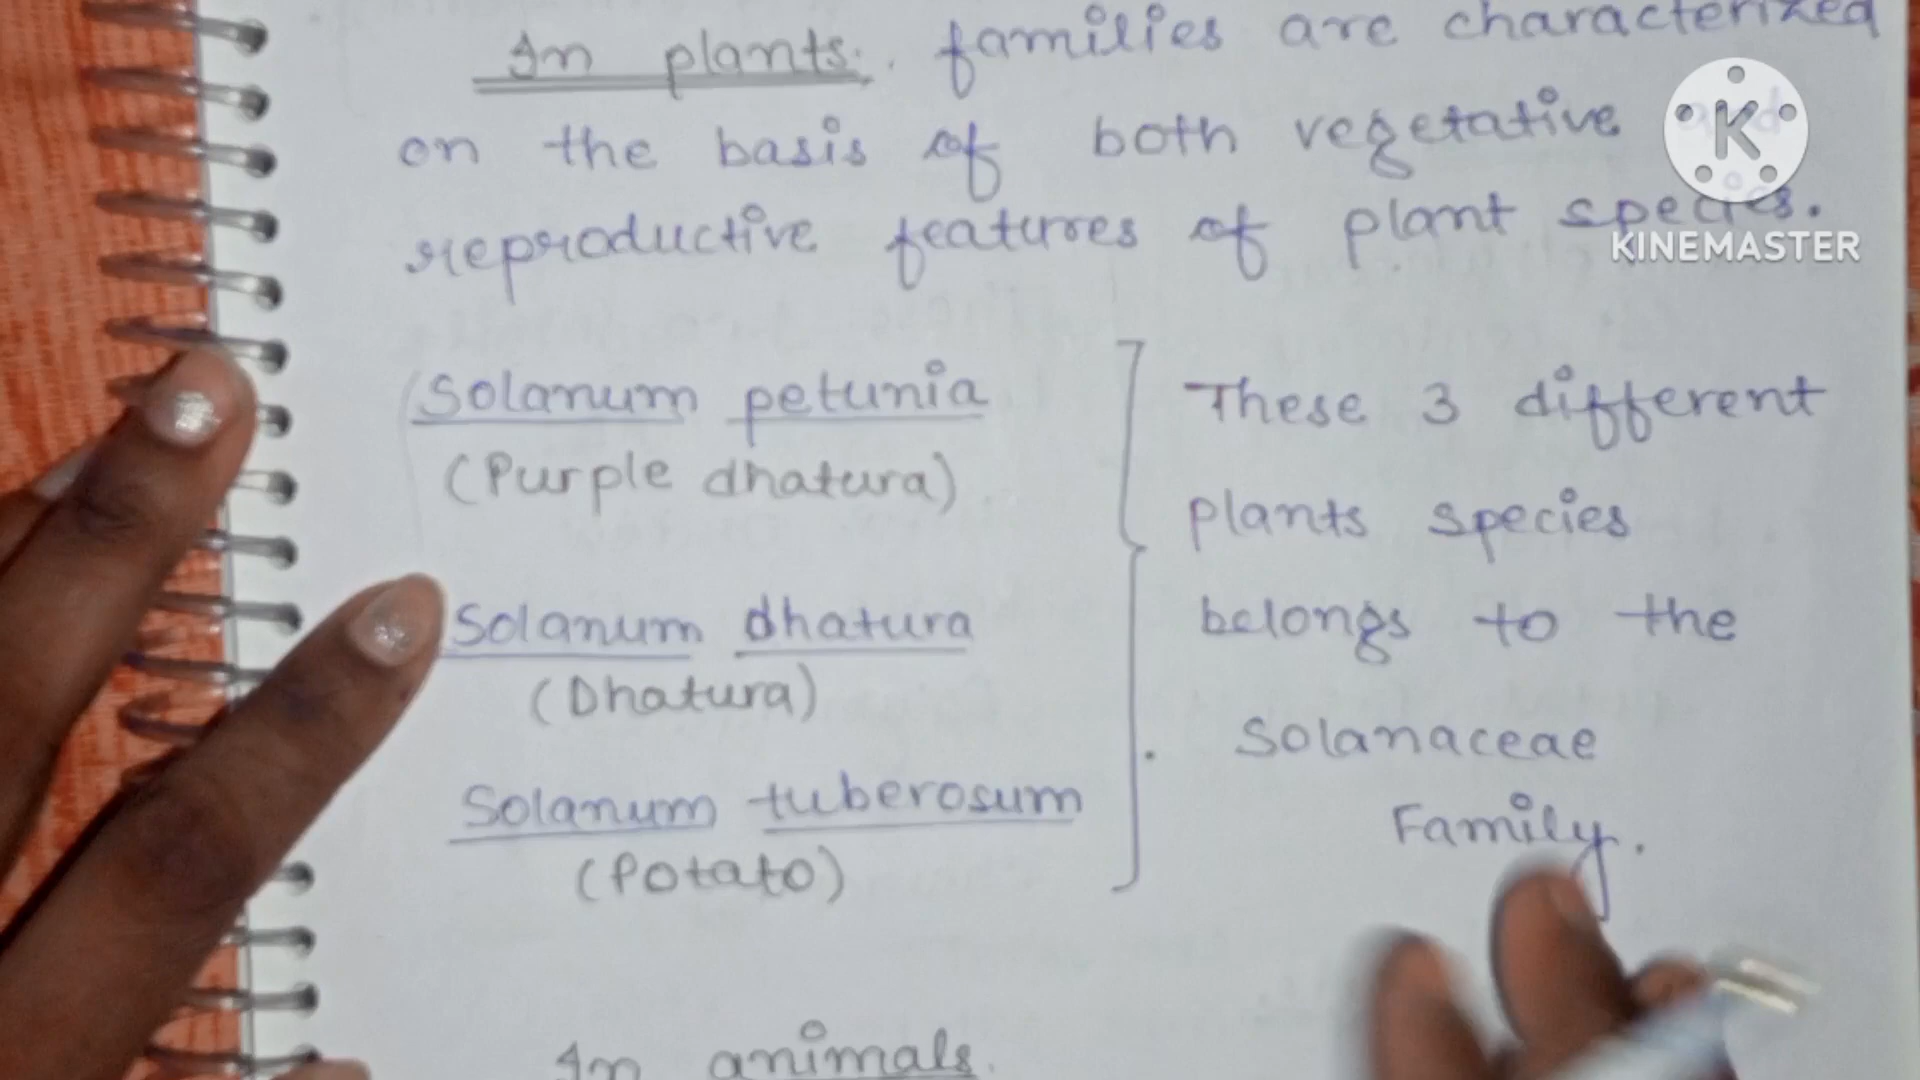 In plants. families are characterized
on the basis of both vegetative and
reproductive features of plant species.
KINEMASTER
Solanum petunia
(Purple dhatura)
Solanum dhatura
(Dhatura)
Solanum tuberosum
(Potato)
These 3 different
plants species
belongs to the
Solanaceae
Family.
In animals.